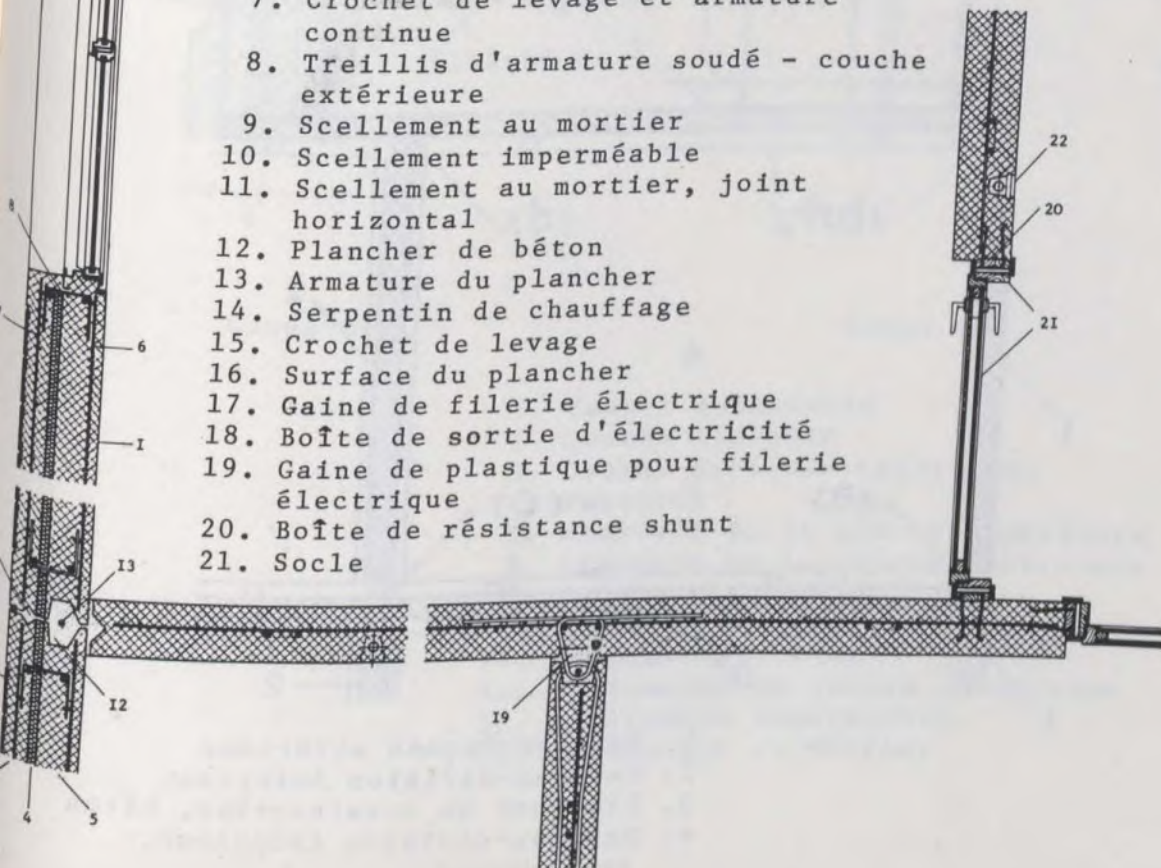 7. Crochet de levage et armature
continue
8. Treillis d'armature soudé - couche
extérieure
9. Scellement au mortier
10. Scellement imperméable
11. Scellement au mortier, joint
horizontal
12. Plancher de béton
13. Armature du plancher
14. Serpentin de chauffage
15. Crochet de levage
16. Surface du plancher
17. Gaine de filerie électrique
18. Boîte de sortie d'électricité
19. Gaine de plastique pour filerie
électrique
20. Boîte de résistance shunt
21. Socle
8
6
I
I3
I2
4
5
I9
22
20
2I